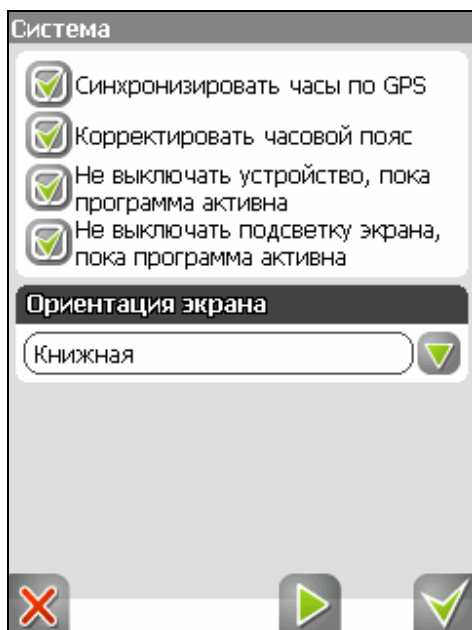 Система
Синхронизировать часы по GPS
Корректировать часовой пояс
Не выключать устройство, пока
программа активна
Не выключать подсветку экрана,
пока программа активна
Ориентация экрана
Книжная